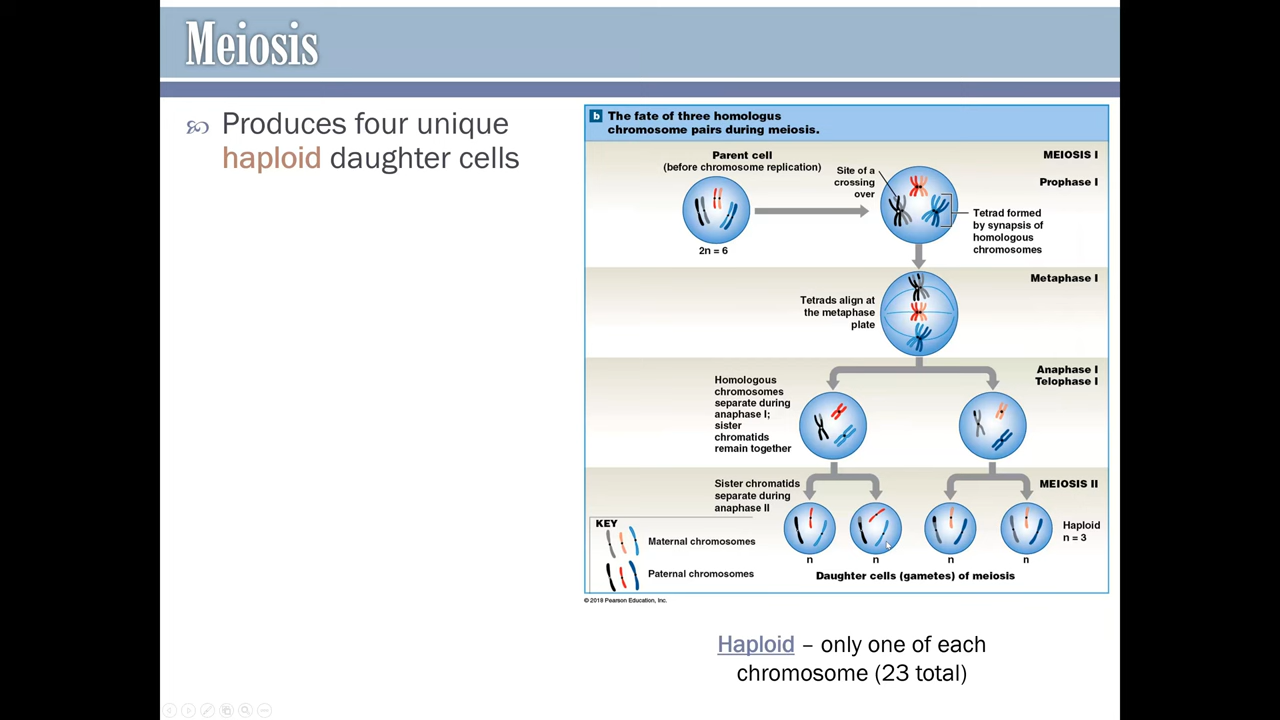 Meiosis
Produces four unique
haploid daughter cells
b The fate of three homologus
chromosome pairs during meiosis.
Parent cell
(before chromosome replication)
2n = 6
Site of a
crossing
over
MEIOSIS I
Prophase I
Tetrad formed
by synapsis of
homologous
chromosomes
Metaphase I
Tetrads align at
the metaphase
plate
Anaphase I
Telophase I
Homologous
chromosomes
separate during
anaphase I;
sister
chromatids
remain together
Sister chromatids
separate during
anaphase II
MEIOSIS II
KEY
Maternal chromosomes
Paternal chromosomes
Haploid
n = 3
n
n
n
n
Daughter cells (gametes) of meiosis
© 2018 Pearson Education, Inc.
Haploid – only one of each
chromosome (23 total)